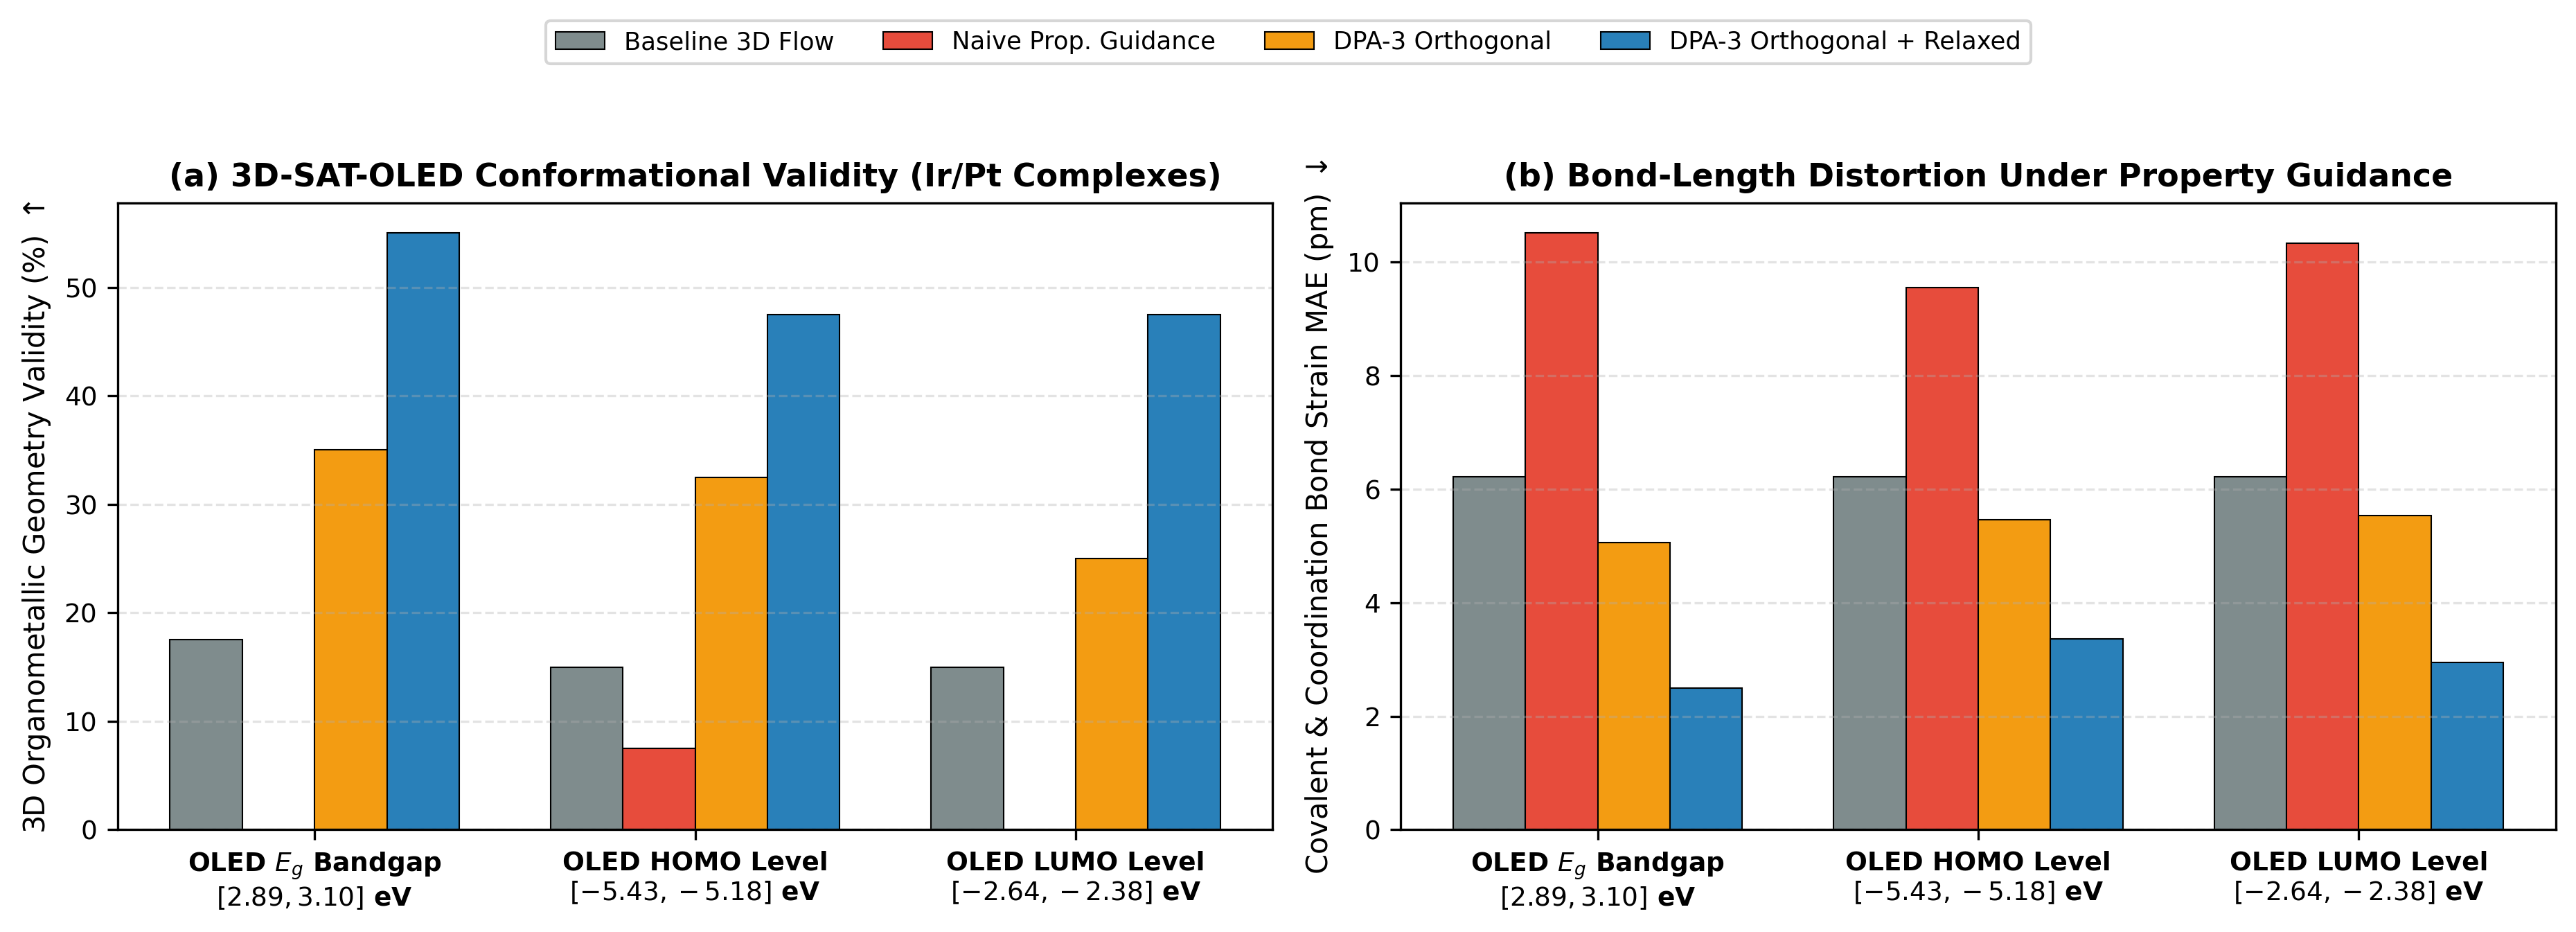 Baseline 3D Flow
Naive Prop. Guidance
DPA-3 Orthogonal
DPA-3 Orthogonal + Relaxed
(a) 3D-SAT-OLED Conformational Validity (Ir/Pt Complexes)
3D Organometallic Geometry Validity (%) ↑
50
40
30
20
10
0
OLED E_g Bandgap
[2.89, 3.10] eV
OLED HOMO Level
[−5.43, −5.18] eV
OLED LUMO Level
[−2.64, −2.38] eV
(b) Bond-Length Distortion Under Property Guidance
Covalent & Coordination Bond Strain MAE (pm) →
10
8
6
4
2
0
OLED E_g Bandgap
[2.89, 3.10] eV
OLED HOMO Level
[−5.43, −5.18] eV
OLED LUMO Level
[−2.64, −2.38] eV